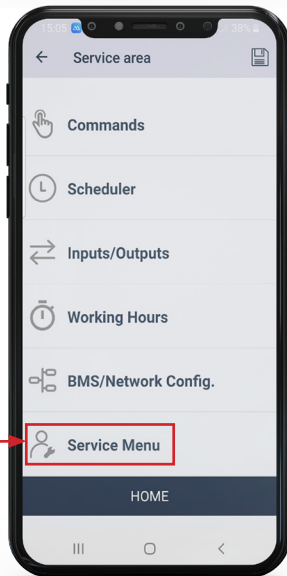 15:05 38%
Service area
Commands
Scheduler
Inputs/Outputs
Working Hours
BMS/Network Config.
Service Menu
HOME